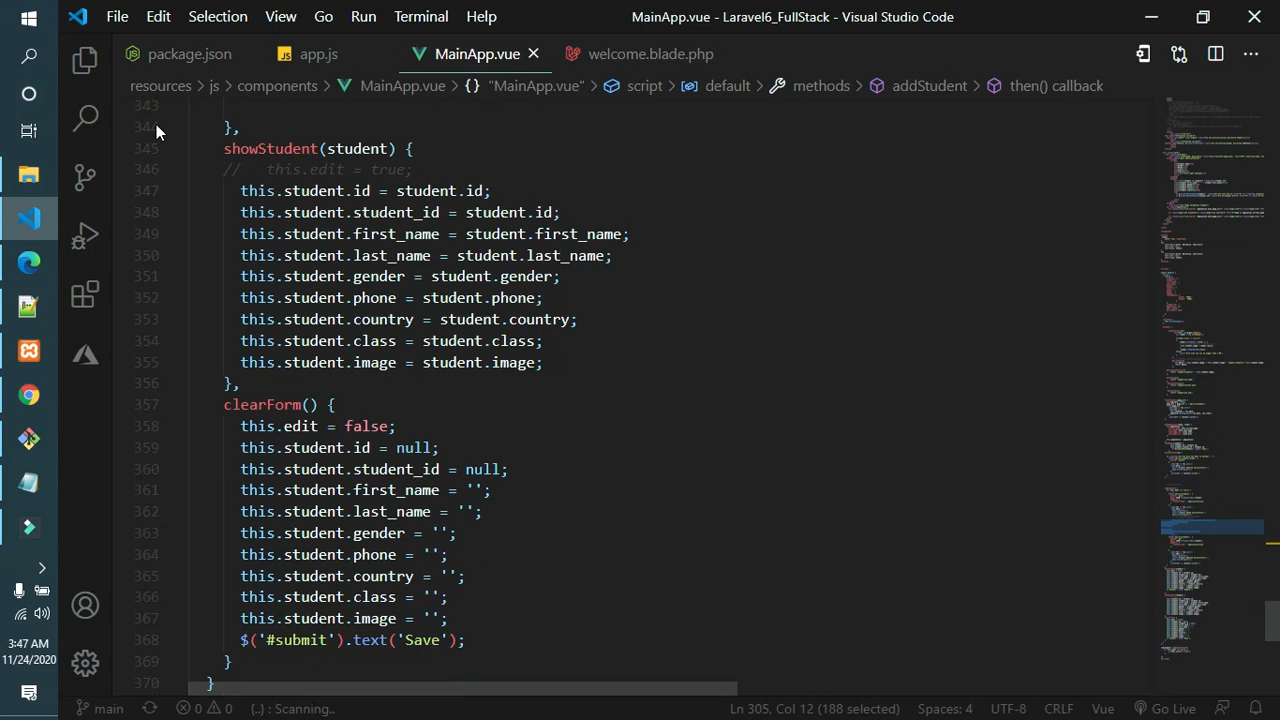 File Edit Selection View Go Run Terminal Help MainApp.vue - Laravel6_FullStack - Visual Studio Code
package.json app.js MainApp.vue welcome.blade.php
resources > js > components > MainApp.vue > {} "MainApp.vue" > script > default > methods > addStudent > then() callback
343
344 },
345 showStudent(student) {
346 // this.edit = true;
347 this.student.id = student.id;
348 this.student.student_id = student.id;
349 this.student.first_name = student.first_name;
350 this.student.last_name = student.last_name;
351 this.student.gender = student.gender;
352 this.student.phone = student.phone;
353 this.student.country = student.country;
354 this.student.class = student.class;
355 this.student.image = student.image;
356 },
357 clearForm() {
358 this.edit = false;
359 this.student.id = null;
360 this.student.student_id = null;
361 this.student.first_name = '';
362 this.student.last_name = '';
363 this.student.gender = '';
364 this.student.phone = '';
365 this.student.country = '';
366 this.student.class = '';
367 this.student.image = '';
368 $('#submit').text('Save');
369 }
370 }
3:47 AM
11/24/2020
main 0 0 {..} : Scanning.. Ln 305, Col 12 (188 selected) Spaces: 4 UTF-8 CRLF Vue Go Live